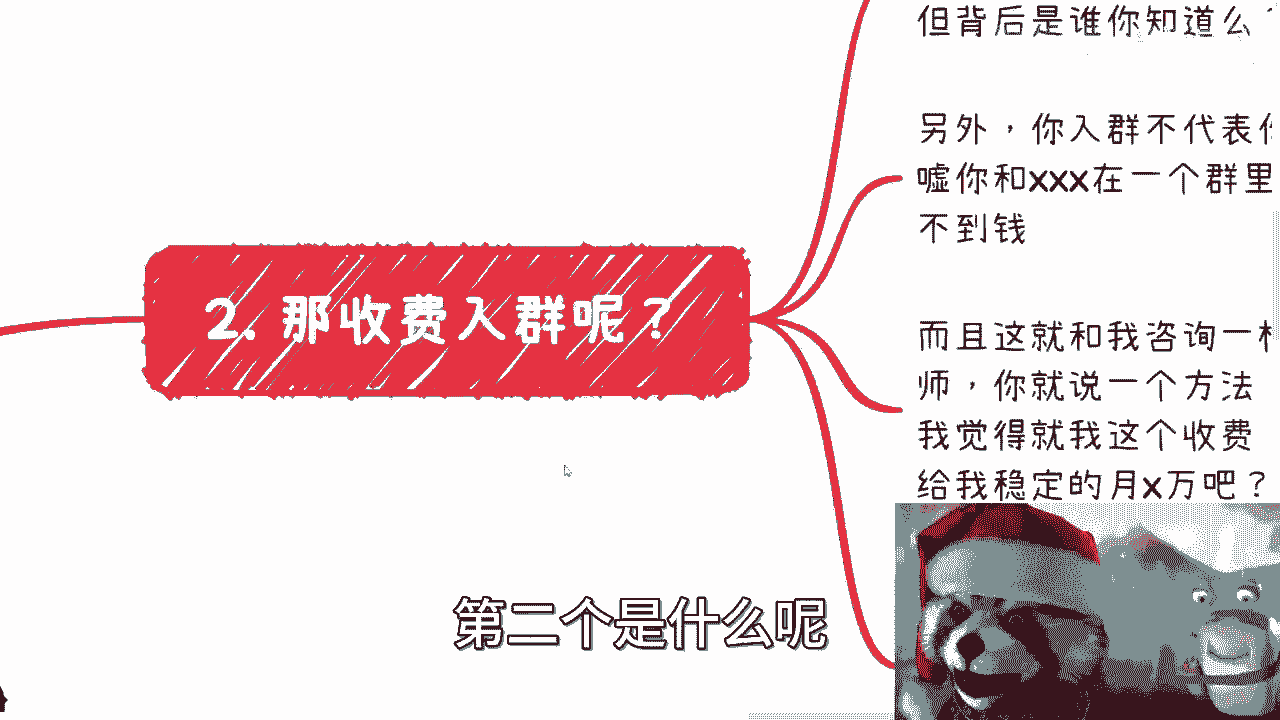 但背后是谁你知道么？
另外，你入群不代表你
嘘你和xxx在一个群里
不到钱
2. 那收费入群呢？
而且这就和我咨询一样
师，你就说一个方法
我觉得就我这个收费
给我稳定的月x万吧？
第二个是什么呢